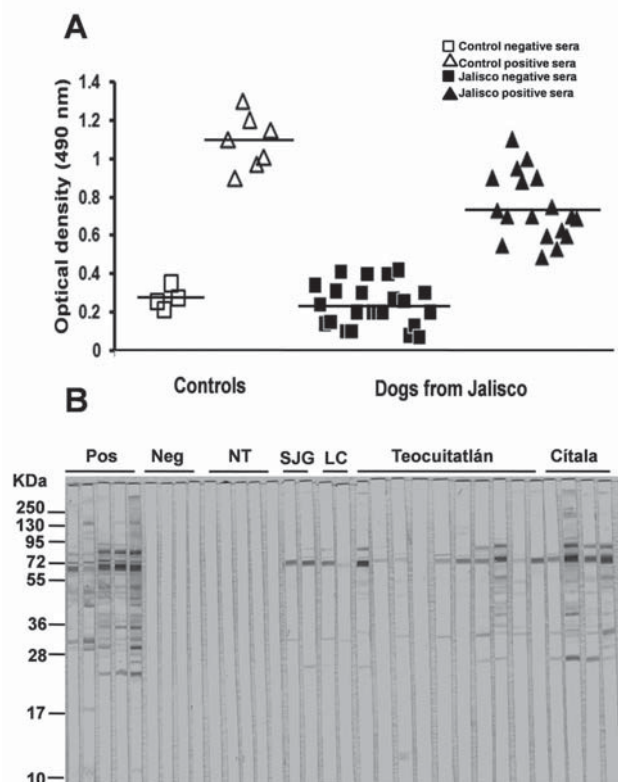 A
Control negative sera
Control positive sera
Jalisco negative sera
Jalisco positive sera
Optical density (490 nm)
1.4
1.2
1
0.8
0.6
0.4
0.2
0
Controls
Dogs from Jalisco
B
Pos Neg NT SJG LC Teocuitatlán Cítala
KDa
250
130
95
72
55
36
28
17
10